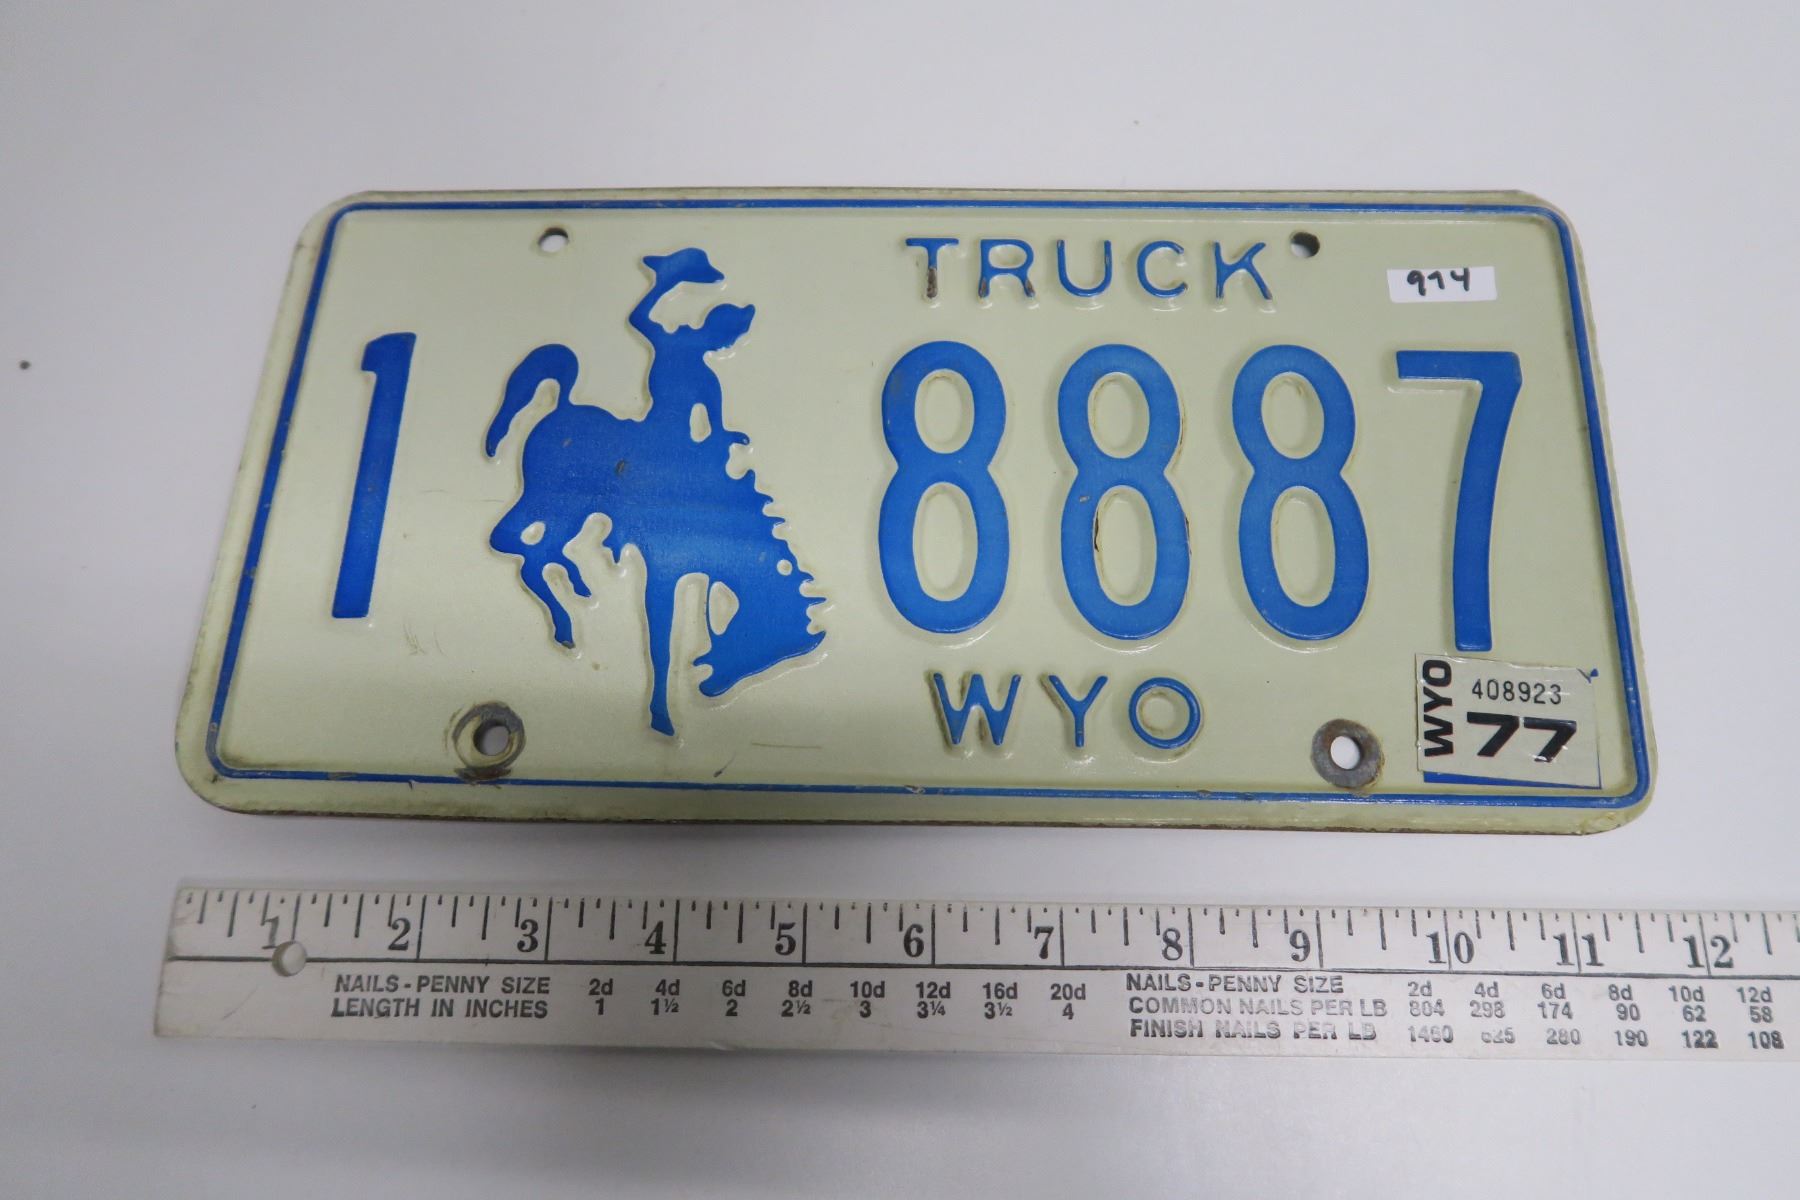 TRUCK
974
1 8887
WYO
WYO 408923
77
1 2 3 4 5 6 7 8 9 10 11 12
NAILS - PENNY SIZE 2d 4d 6d 8d 10d 12d 16d 20d
LENGTH IN INCHES 1 1½ 2 2½ 3 3¼ 3½ 4
NAILS - PENNY SIZE 2d 4d 6d 8d 10d 12d
COMMON NAILS PER LB 804 298 174 90 62 58
FINISH NAILS PER LB 1460 625 280 190 122 108